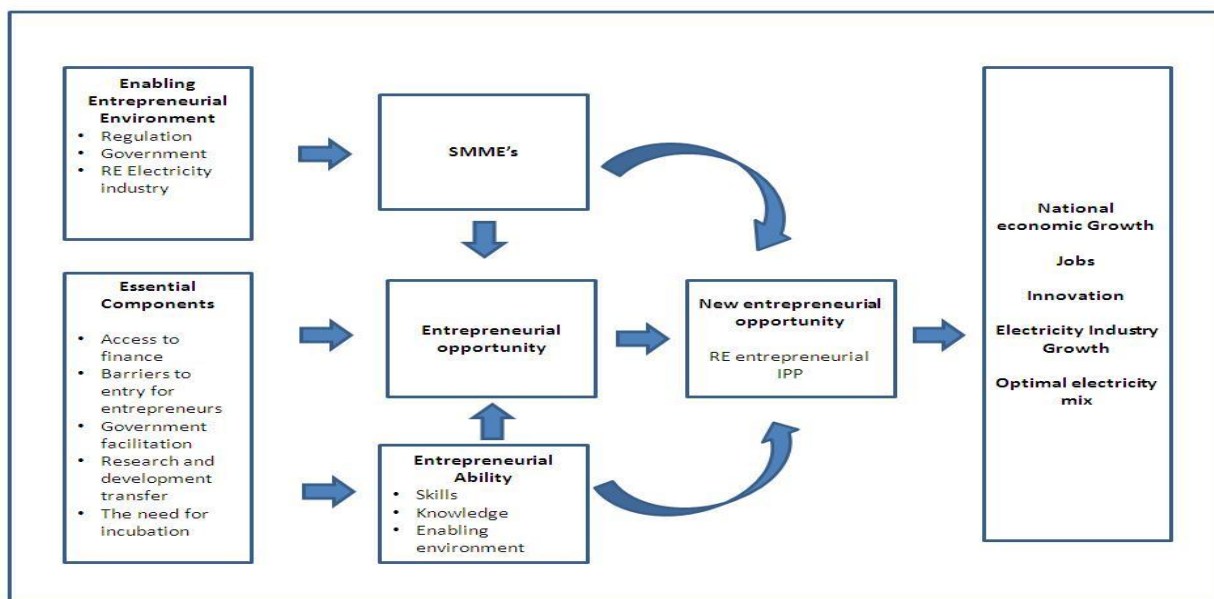 Enabling
Entrepreneurial
Environment
• Regulation
• Government
• RE Electricity
industry
SMME's
Essential
Components
• Access to
finance
• Barriers to
entry for
entrepreneurs
• Government
facilitation
• Research and
development
transfer
• The need for
incubation
Entrepreneurial
opportunity
Entrepreneurial
Ability
• Skills
• Knowledge
• Enabling
environment
New entrepreneurial
opportunity
RE entrepreneurial
IPP
National
economic Growth
Jobs
Innovation
Electricity Industry
Growth
Optimal electricity
mix